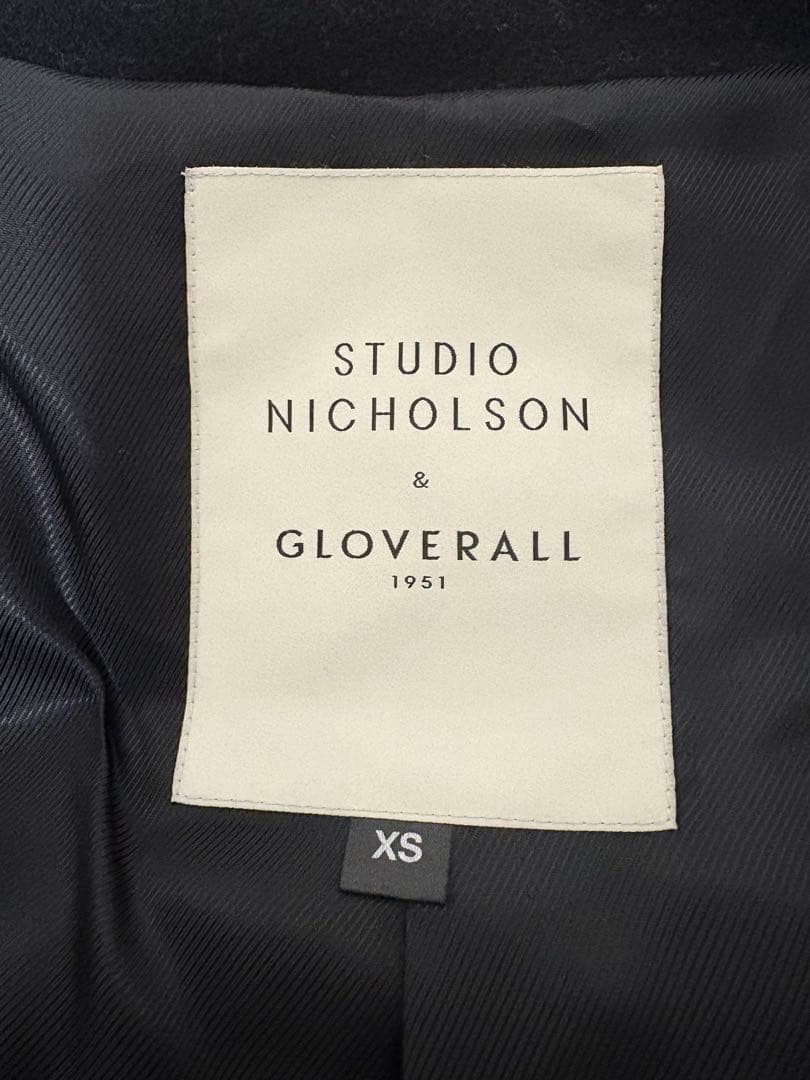 STUDIO
NICHOLSON
&
GLOVERALL
1951
XS